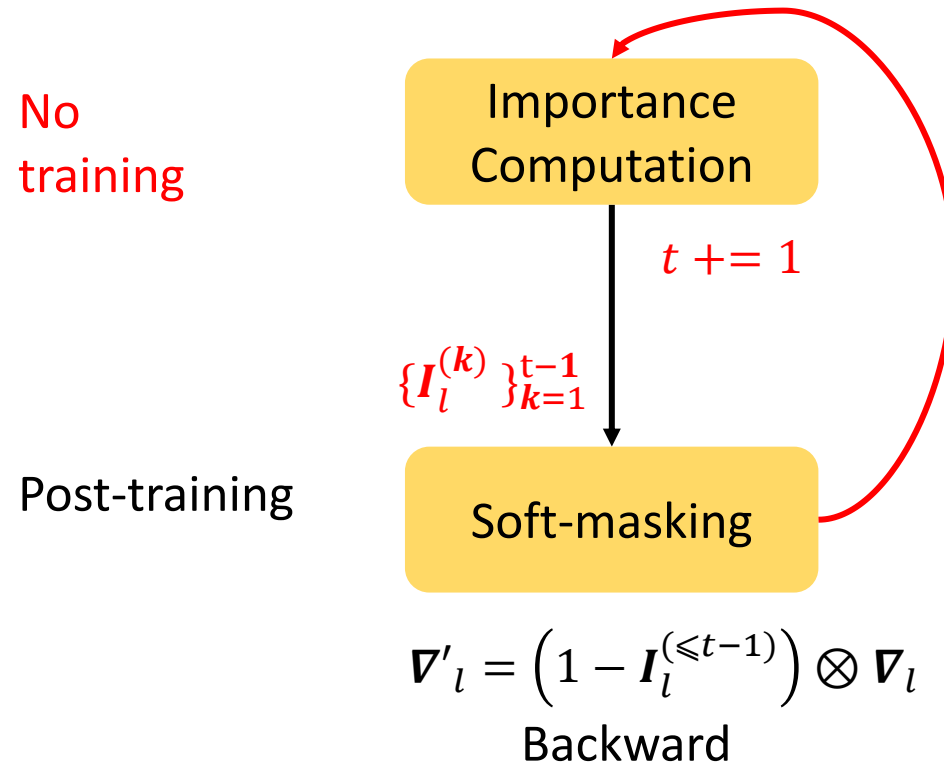 Importance
Computation
No
training
t += 1
{I_l^{(k)}}_{k=1}^{t−1}
Post-training
Soft-masking
∇'_l = (1 − I_l^{(⩽t−1)}) ⊗ ∇_l
Backward